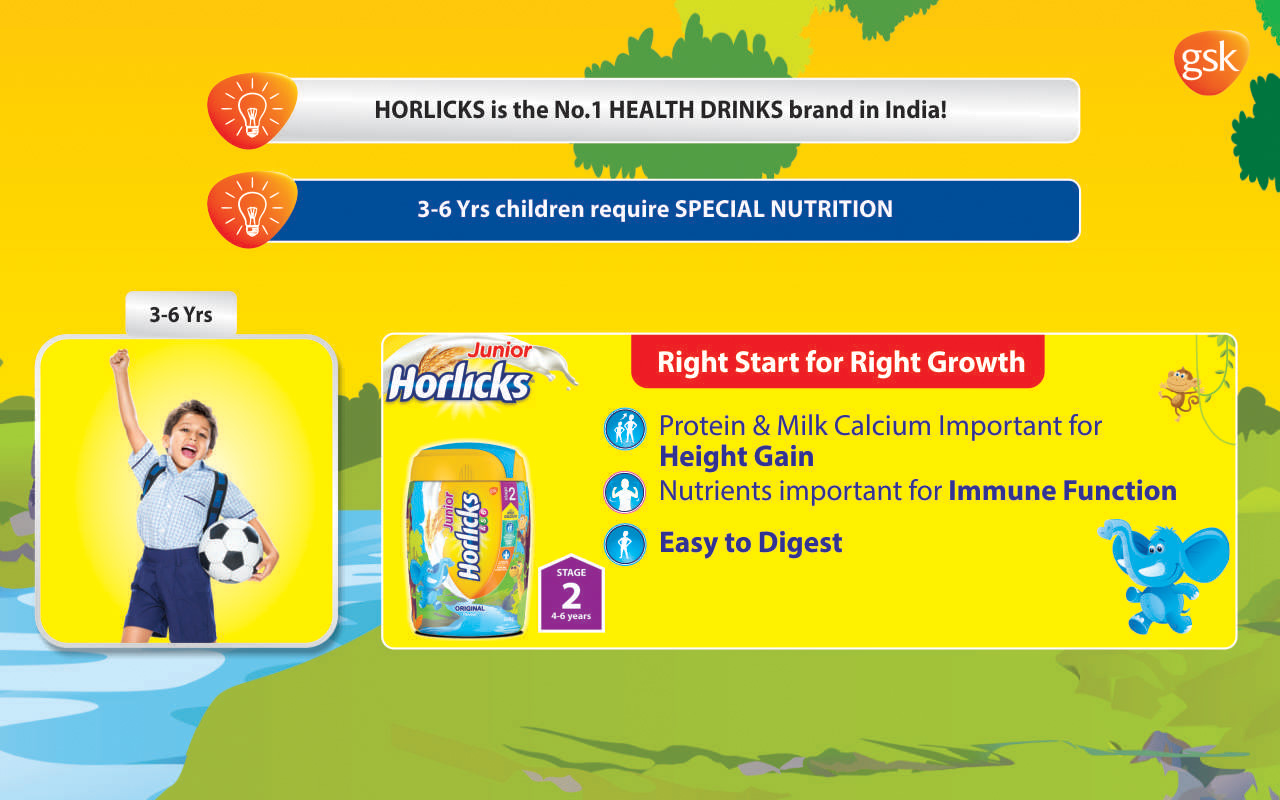 gsk
HORLICKS is the No.1 HEALTH DRINKS brand in India!
3-6 Yrs children require SPECIAL NUTRITION
3-6 Yrs
Junior
Horlicks
Right Start for Right Growth
Protein & Milk Calcium Important for
Height Gain
Nutrients important for Immune Function
Easy to Digest
Junior
Horlicks
2
ORIGINAL
STAGE
2
4-6 years